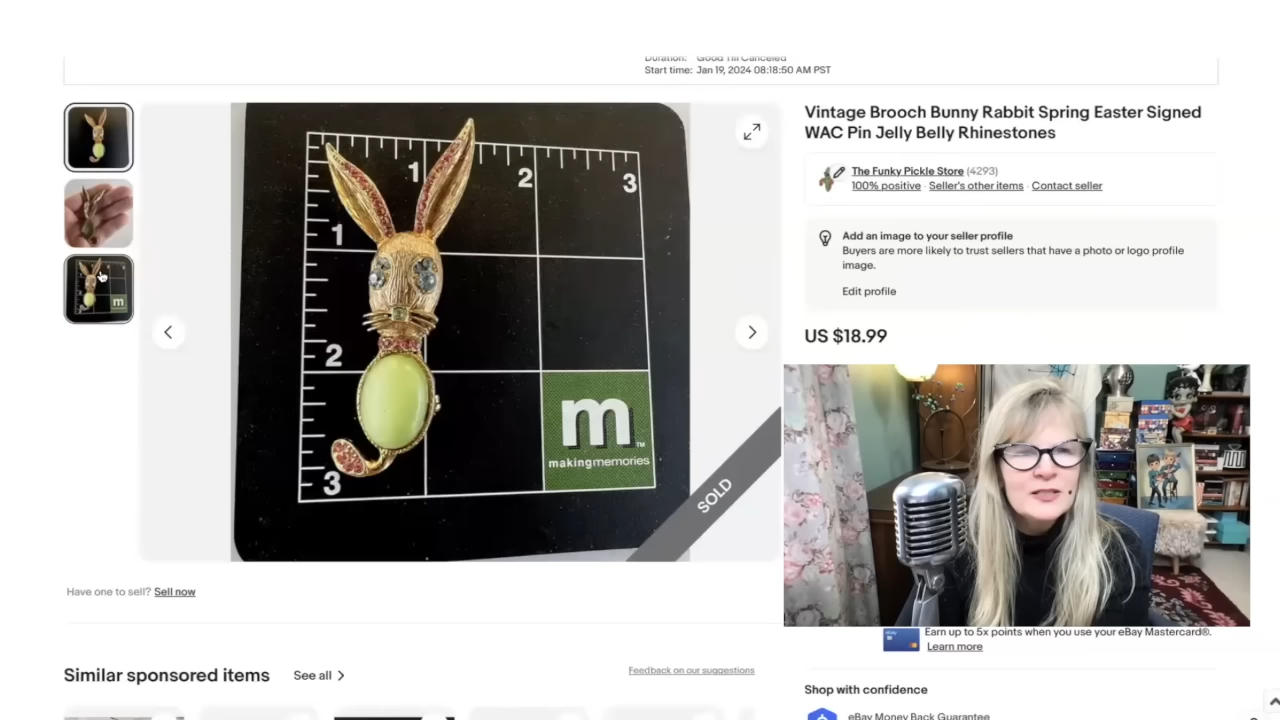 Duration: Good Till Canceled
Start time: Jan 19, 2024 08:18:50 AM PST
Vintage Brooch Bunny Rabbit Spring Easter Signed
WAC Pin Jelly Belly Rhinestones
The Funky Pickle Store (4293)
100% positive · Seller's other items · Contact seller
Add an image to your seller profile
Buyers are more likely to trust sellers that have a photo or logo profile
image.
Edit profile
US $18.99
1
2
3
1
2
3
m
m
TM
makingmemories
SOLD
Have one to sell? Sell now
Earn up to 5x points when you use your eBay Mastercard®.
Learn more
Similar sponsored items
See all
Feedback on our suggestions
Shop with confidence
eBay Money Back Guarantee